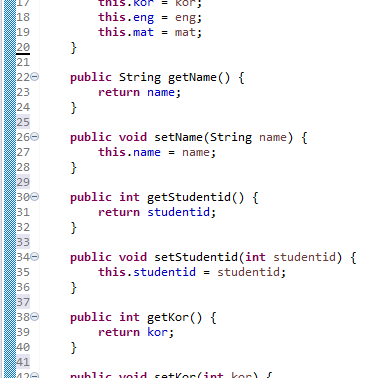 17 this.kor = kor;
18 this.eng = eng;
19 this.mat = mat;
20 }
21
22 public String getName() {
23 return name;
24 }
25
26 public void setName(String name) {
27 this.name = name;
28 }
29
30 public int getStudentid() {
31 return studentid;
32 }
33
34 public void setStudentid(int studentid) {
35 this.studentid = studentid;
36 }
37
38 public int getKor() {
39 return kor;
40 }
41
42 public void setKor(int kor) {